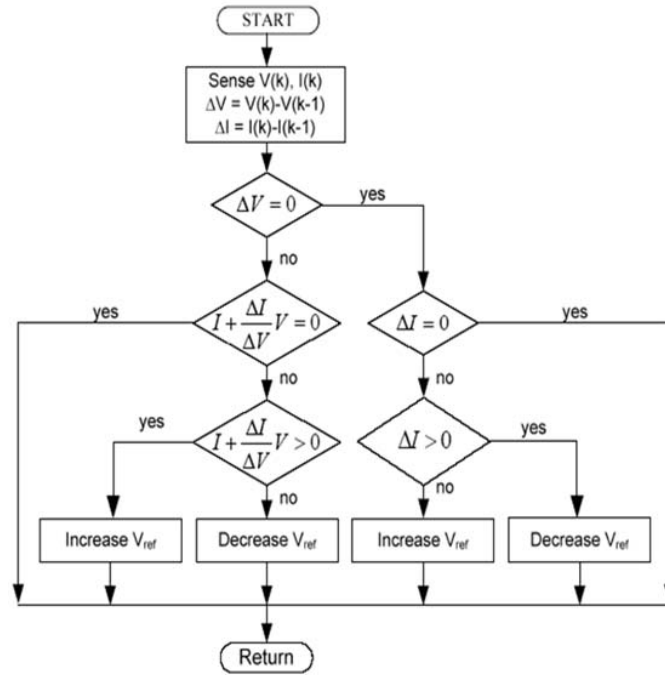 START
Sense V(k), I(k)
ΔV = V(k)-V(k-1)
ΔI = I(k)-I(k-1)
ΔV = 0
yes
no
yes
I + ΔI/ΔV V = 0
ΔI = 0
yes
no
no
yes
I + ΔI/ΔV V > 0
ΔI > 0
yes
no
no
Increase Vref
Decrease Vref
Increase Vref
Decrease Vref
Return